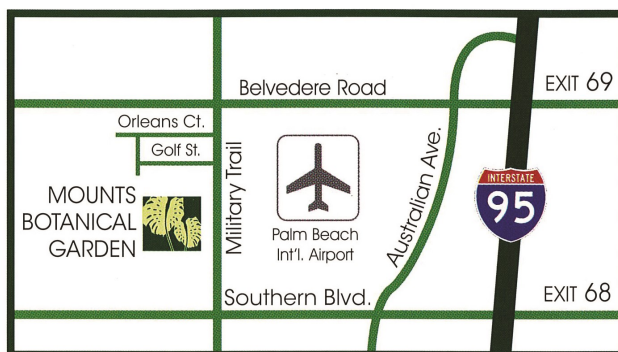 Belvedere Road
EXIT 69
Orleans Ct.
Golf St.
Military Trail
Australian Ave.
INTERSTATE
95
MOUNTS
BOTANICAL
GARDEN
Palm Beach
Int'l. Airport
Southern Blvd.
EXIT 68